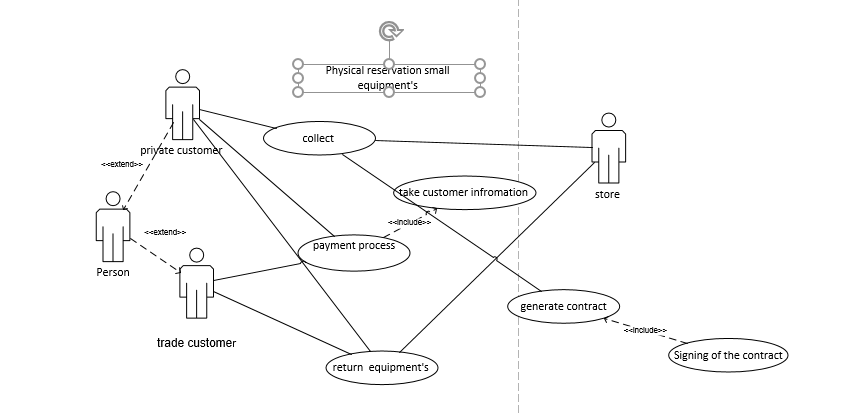 Physical reservation small
equipment's
collect
private customer
<<extend>>
take customer infromation
store
<<include>>
<<extend>>
payment process
Person
generate contract
<<include>>
trade customer
Signing of the contract
return equipment's